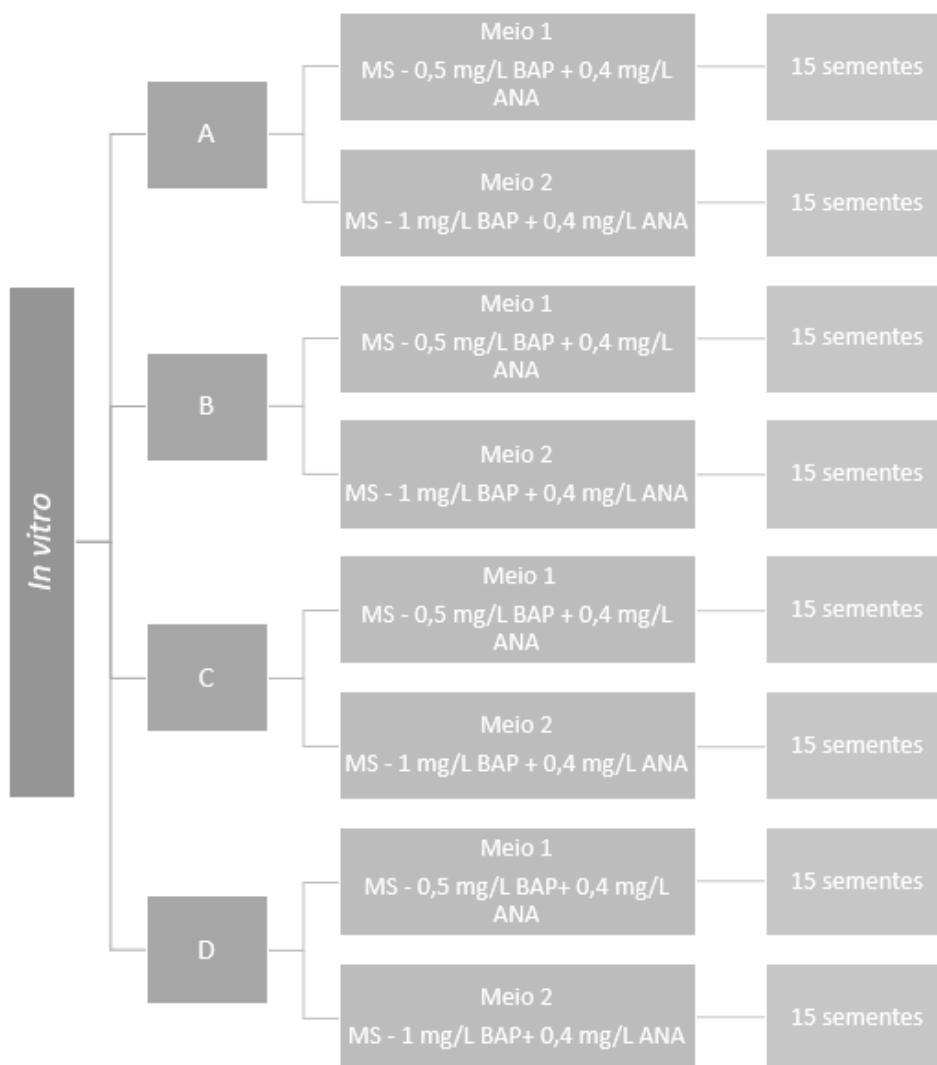 In vitro
A
Meio 1
MS - 0,5 mg/L BAP + 0,4 mg/L
ANA
15 sementes
Meio 2
MS - 1 mg/L BAP + 0,4 mg/L ANA
15 sementes
B
Meio 1
MS - 0,5 mg/L BAP + 0,4 mg/L
ANA
15 sementes
Meio 2
MS - 1 mg/L BAP + 0,4 mg/L ANA
15 sementes
C
Meio 1
MS - 0,5 mg/L BAP + 0,4 mg/L
ANA
15 sementes
Meio 2
MS - 1 mg/L BAP + 0,4 mg/L ANA
15 sementes
D
Meio 1
MS - 0,5 mg/L BAP+ 0,4 mg/L
ANA
15 sementes
Meio 2
MS - 1 mg/L BAP+ 0,4 mg/L ANA
15 sementes